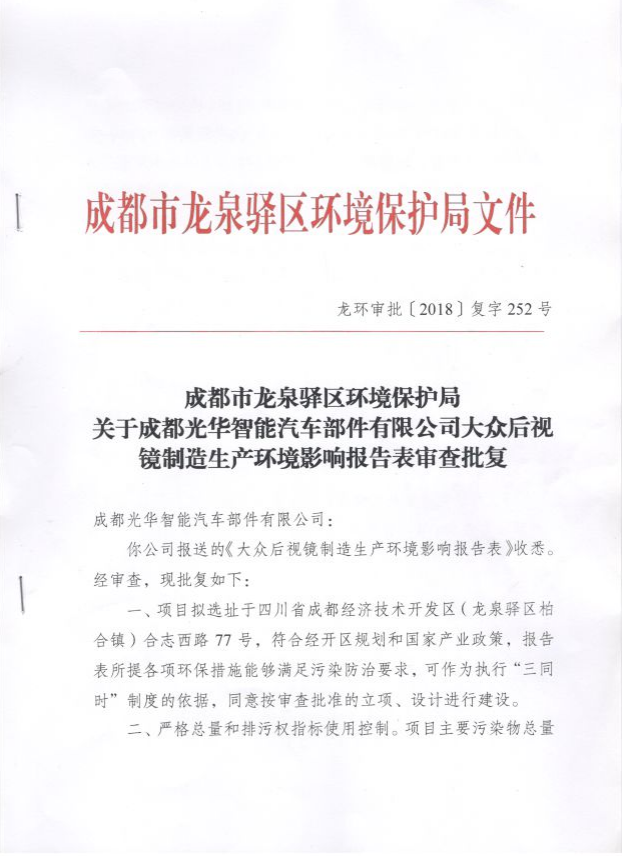 成都市龙泉驿区环境保护局文件
龙环审批〔2018〕复字 252 号
成都市龙泉驿区环境保护局
关于成都光华智能汽车部件有限公司大众后视
镜制造生产环境影响报告表审查批复
成都光华智能汽车部件有限公司：
你公司报送的《大众后视镜制造生产环境影响报告表》收悉。
经审查，现批复如下：
一、项目拟选址于四川省成都经济技术开发区（龙泉驿区柏
合镇）合志西路 77 号，符合经开区规划和国家产业政策，报告
表所提各项环保措施能够满足污染防治要求，可作为执行“三同
时”制度的依据，同意按审查批准的立项、设计进行建设。
二、严格总量和排污权指标使用控制。项目主要污染物总量